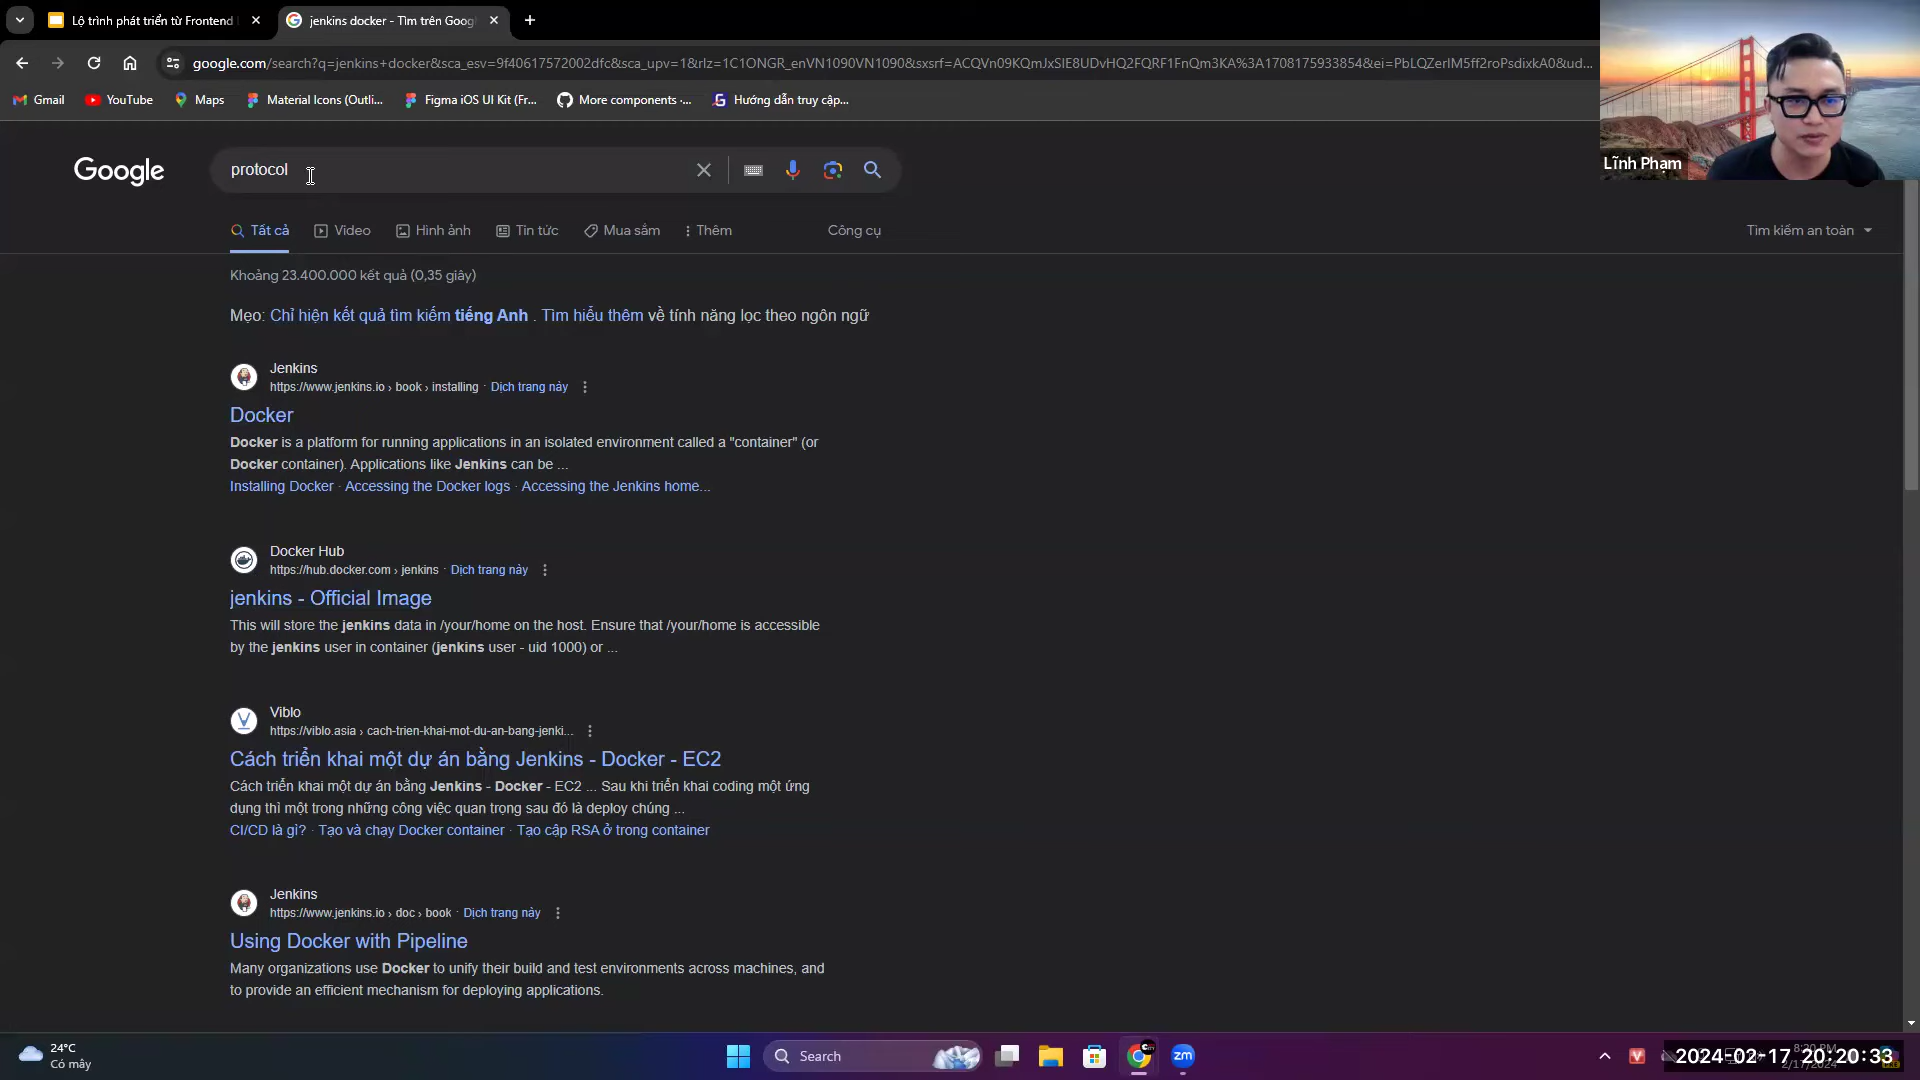 Lộ trình phát triển từ Frontend
jenkins docker - Tìm trên Goog
google.com/search?q=jenkins+docker&sca_esv=9f40617572002dfc&sca_upv=1&rlz=1C1ONGR_enVN1090VN1090&sxsrf=ACQVn09KQmJxSIE8UDvHQ2FQRF1FnQm3KA%3A1708175933854&ei=PbLQZerIM5ff2roPsdixkA0&ud...
Gmail
YouTube
Maps
Material Icons (Outli...
Figma iOS UI Kit (Fr...
More components ·...
Hướng dẫn truy cập...
Lĩnh Phạm
Google
protocol
Tất cả
Video
Hình ảnh
Tin tức
Mua sắm
Thêm
Công cụ
Tìm kiếm an toàn
Khoảng 23.400.000 kết quả (0,35 giây)
Mẹo: Chỉ hiện kết quả tìm kiếm tiếng Anh . Tìm hiểu thêm về tính năng lọc theo ngôn ngữ
Jenkins
https://www.jenkins.io › book › installing · Dịch trang này
Docker
Docker is a platform for running applications in an isolated environment called a "container" (or
Docker container). Applications like Jenkins can be ...
Installing Docker · Accessing the Docker logs · Accessing the Jenkins home...
Docker Hub
https://hub.docker.com › jenkins · Dịch trang này
jenkins - Official Image
This will store the jenkins data in /your/home on the host. Ensure that /your/home is accessible
by the jenkins user in container (jenkins user - uid 1000) or ...
Viblo
https://viblo.asia › cach-trien-khai-mot-du-an-bang-jenki...
Cách triển khai một dự án bằng Jenkins - Docker - EC2
Cách triển khai một dự án bằng Jenkins - Docker - EC2 ... Sau khi triển khai coding một ứng
dụng thì một trong những công việc quan trọng sau đó là deploy chúng ...
CI/CD là gì? · Tạo và chạy Docker container · Tạo cặp RSA ở trong container
Jenkins
https://www.jenkins.io › doc › book · Dịch trang này
Using Docker with Pipeline
Many organizations use Docker to unify their build and test environments across machines, and
to provide an efficient mechanism for deploying applications.
24°C
Có mây
Search
zm
V
8:20 PM
2/17/2024
2024-02-17 20:20:33